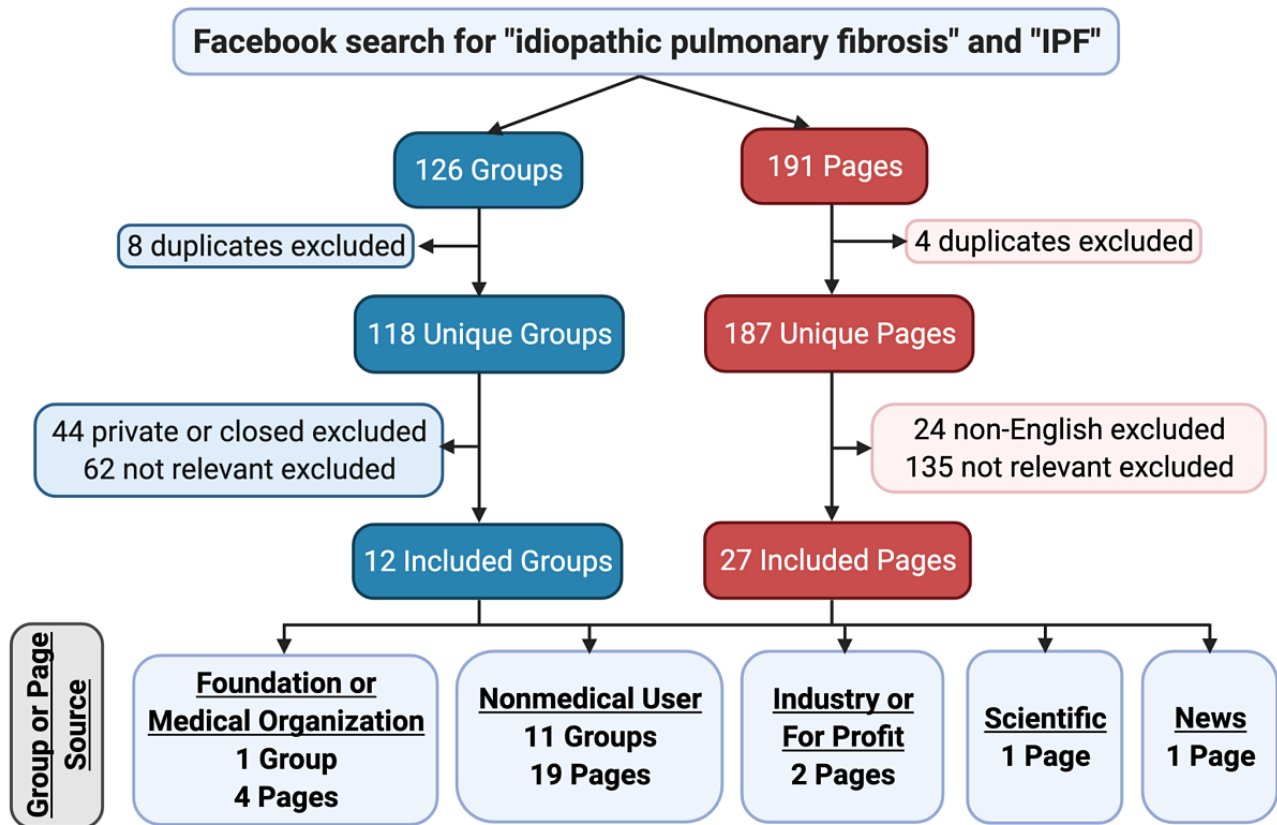 Facebook search for "idiopathic pulmonary fibrosis" and "IPF"
126 Groups
191 Pages
8 duplicates excluded
4 duplicates excluded
118 Unique Groups
187 Unique Pages
44 private or closed excluded
62 not relevant excluded
24 non-English excluded
135 not relevant excluded
12 Included Groups
27 Included Pages
Group or Page
Source
Foundation or
Medical Organization
1 Group
4 Pages
Nonmedical User
11 Groups
19 Pages
Industry or
For Profit
2 Pages
Scientific
1 Page
News
1 Page